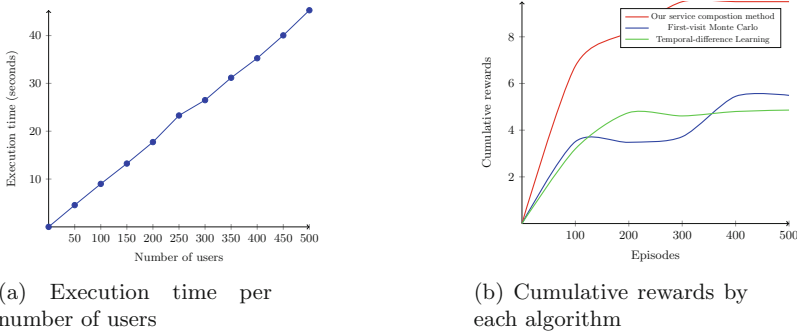 Execution time (seconds)
40
30
20
10
50 100 150 200 250 300 350 400 450 500
Number of users
(a) Execution time per
number of users
Cumulative rewards
8
6
4
2
Our service compostion method
First-visit Monte Carlo
Temporal-difference Learning
100 200 300 400 500
Episodes
(b) Cumulative rewards by
each algorithm